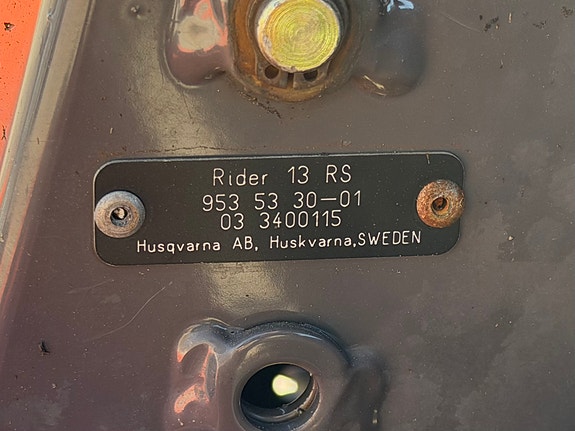 Rider 13 RS
953 53 30-01
03 3400115
Husqvarna AB, Huskvarna,SWEDEN